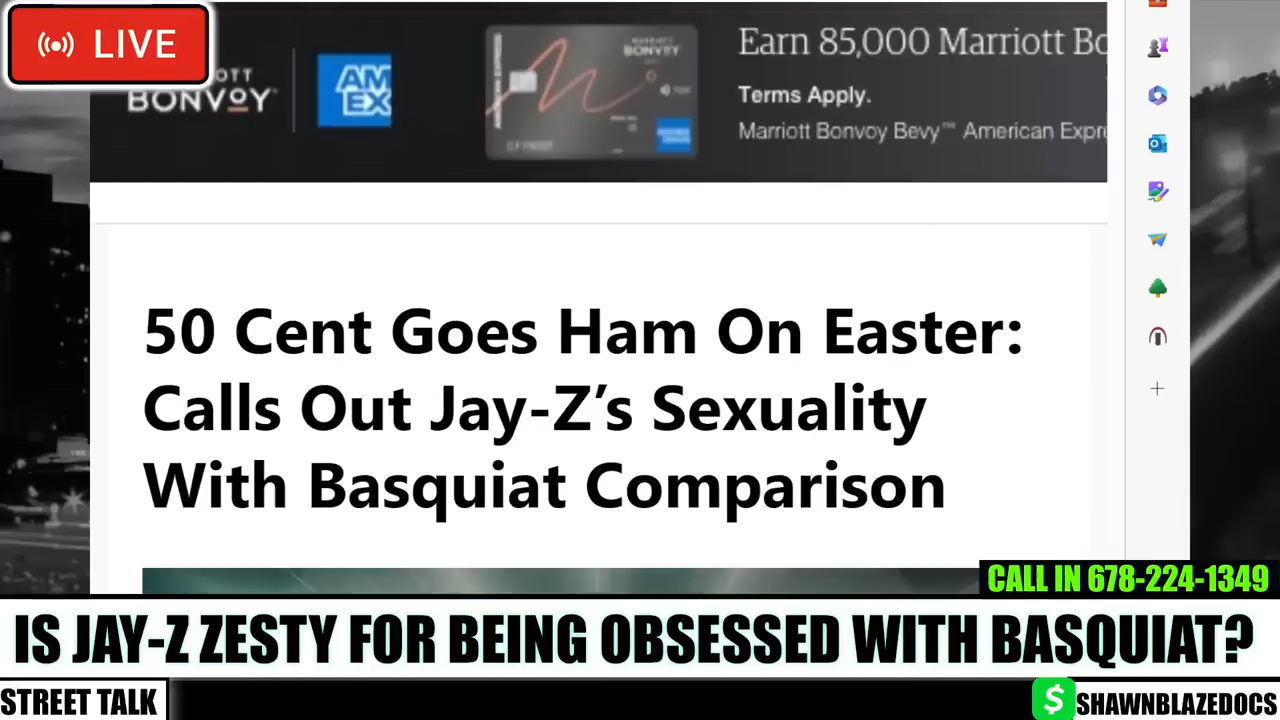 LIVE
Earn 85,000 Marriott Bo
BONVOY
AM
EX
Terms Apply.
Marriott Bonvoy Bevy™ American Expr
50 Cent Goes Ham On Easter:
Calls Out Jay-Z’s Sexuality
With Basquiat Comparison
CALL IN 678-224-1349
IS JAY-Z ZESTY FOR BEING OBSESSED WITH BASQUIAT?
STREET TALK
$ SHAWNBLAZEDOCS